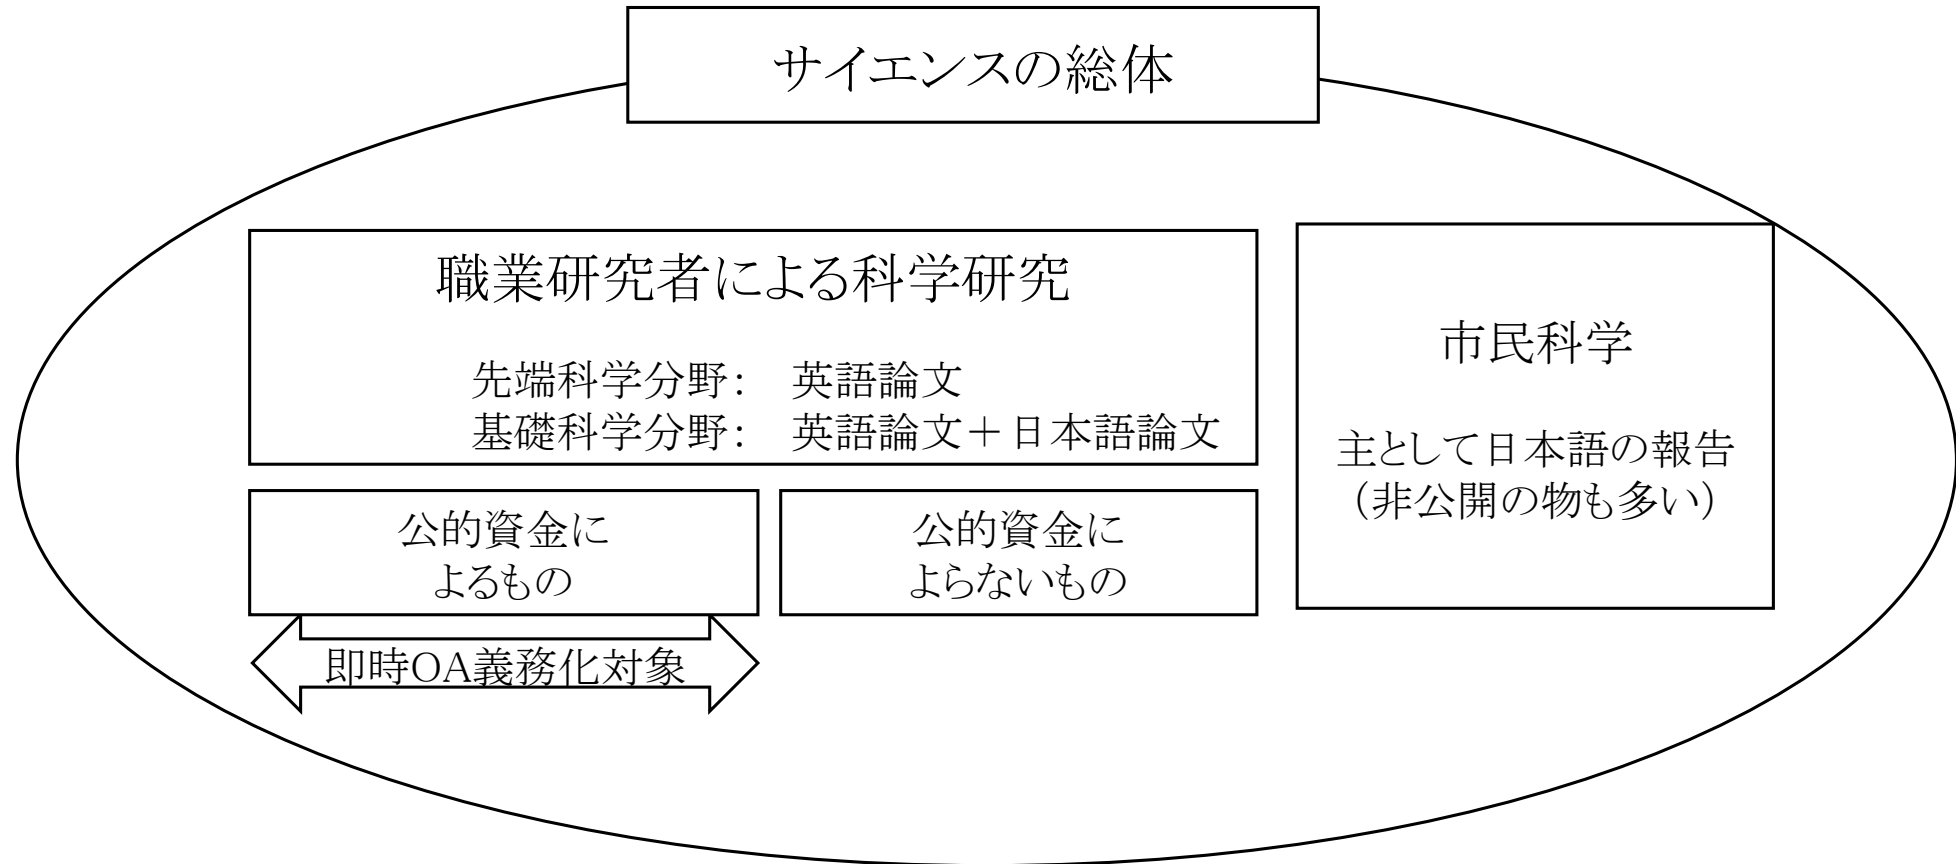 サイエンスの総体
職業研究者による科学研究
先端科学分野：　英語論文
基礎科学分野：　英語論文＋日本語論文
市民科学
主として日本語の報告
（非公開の物も多い）
公的資金に
よるもの
公的資金に
よらないもの
即時OA義務化対象